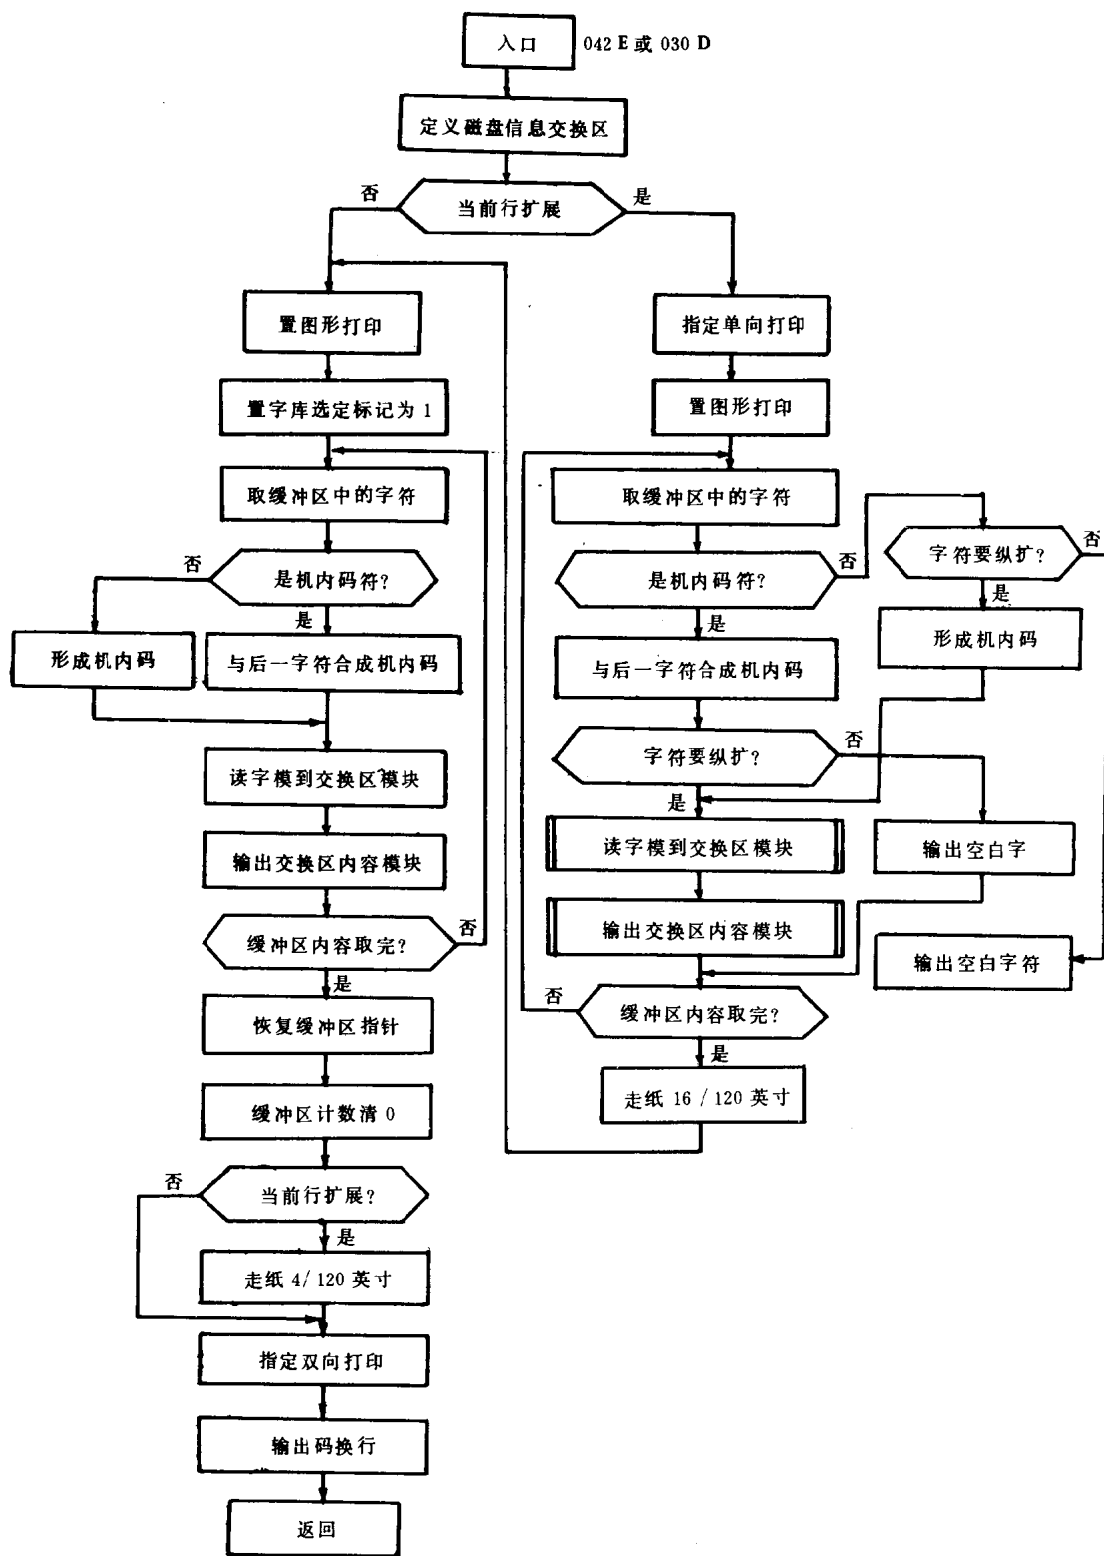 入口 042 E 或 030 D
定义磁盘信息交换区
否
当前行扩展
是
置图形打印
置字库选定标记为 1
取缓冲区中的字符
否
是机内码符?
是
形成机内码
与后一字符合成机内码
读字模到交换区模块
输出交换区内容模块
缓冲区内容取完?
否
是
恢复缓冲区指针
缓冲区计数清 0
否
当前行扩展?
是
走纸 4/120 英寸
指定双向打印
输出码换行
返回
指定单向打印
置图形打印
取缓冲区中的字符
是机内码符?
否
是
字符要纵扩?
否
是
形成机内码
与后一字符合成机内码
字符要纵扩?
否
是
读字模到交换区模块
输出空白字
输出交换区内容模块
输出空白字符
否
缓冲区内容取完?
是
走纸 16/120 英寸